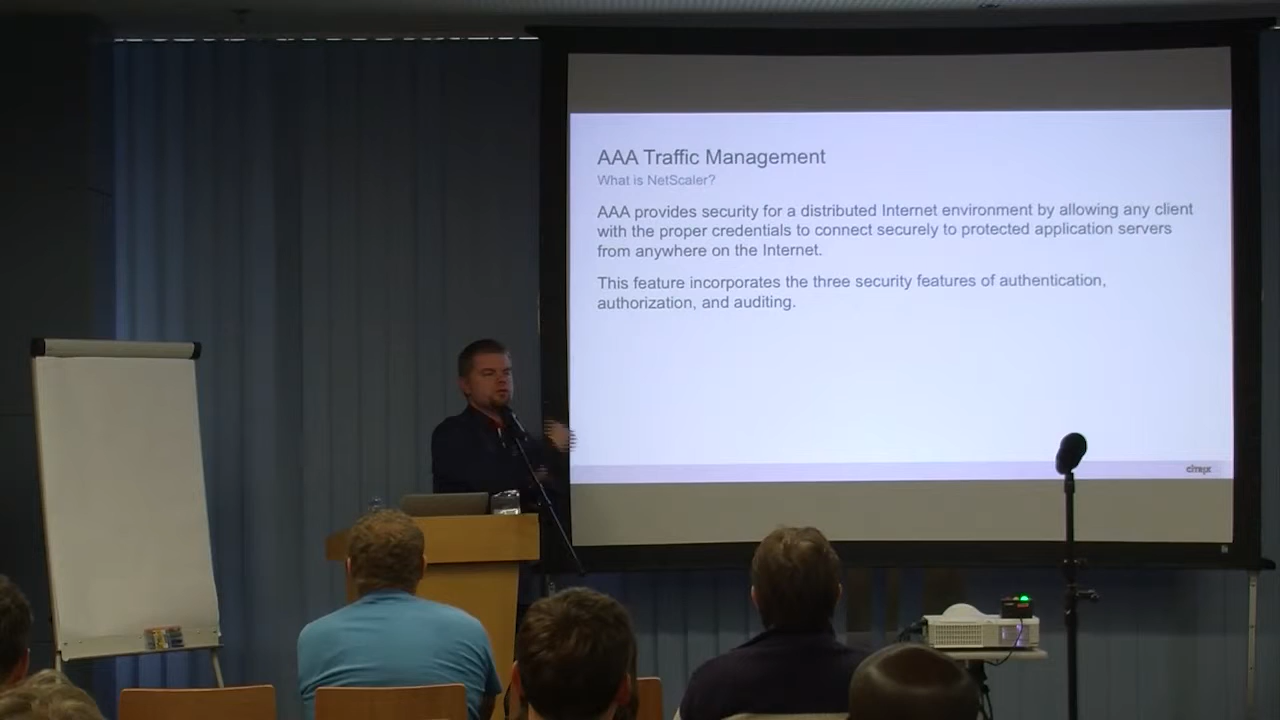 AAA Traffic Management
What is NetScaler?
AAA provides security for a distributed Internet environment by allowing any client
with the proper credentials to connect securely to protected application servers
from anywhere on the Internet.
This feature incorporates the three security features of authentication,
authorization, and auditing.
CITRIX